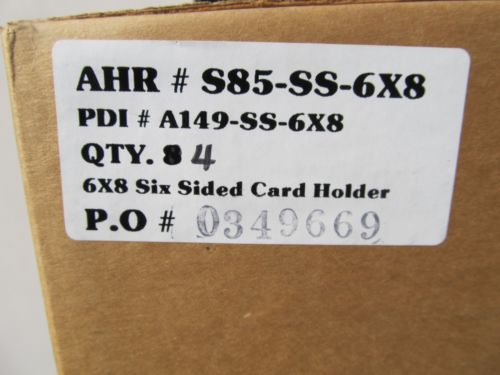 AHR # S85-SS-6X8
PDI # A149-SS-6X8
QTY. 8 4
6X8 Six Sided Card Holder
P.O # 0349669